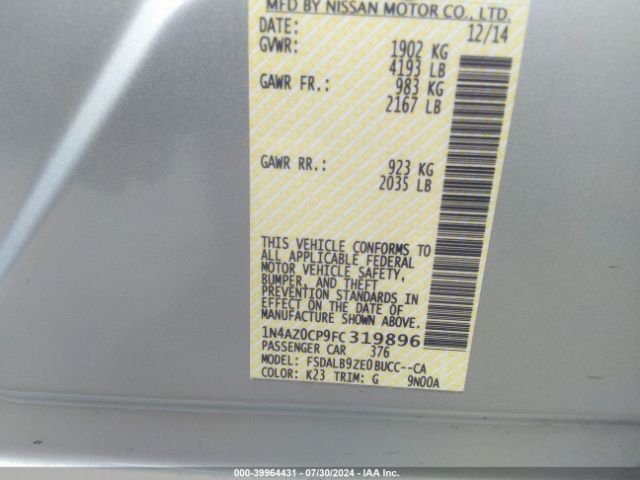 MFD BY NISSAN MOTOR CO., LTD.
DATE: 12/14
GVWR: 1902 KG
4193 LB
GAWR FR.: 983 KG
2167 LB
GAWR RR.: 923 KG
2035 LB
THIS VEHICLE CONFORMS TO
ALL APPLICABLE FEDERAL
MOTOR VEHICLE SAFETY,
BUMPER, AND THEFT
PREVENTION STANDARDS IN
EFFECT ON THE DATE OF
MANUFACTURE SHOWN ABOVE.
1N4AZ0CP9FC319896
PASSENGER CAR 376
MODEL: FSDALB9ZE0BUCC--CA
COLOR: K23 TRIM: G 9N00A
000-39964431 - 07/30/2024 - IAA Inc.